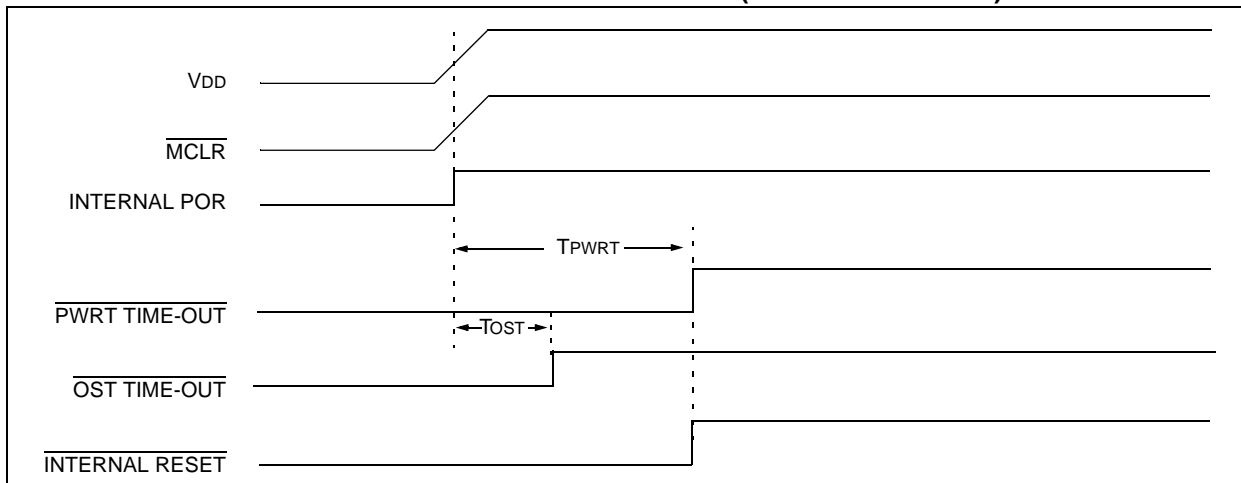 VDD
MCLR
INTERNAL POR
TPWRT
PWRT TIME-OUT
TOST
OST TIME-OUT
INTERNAL RESET